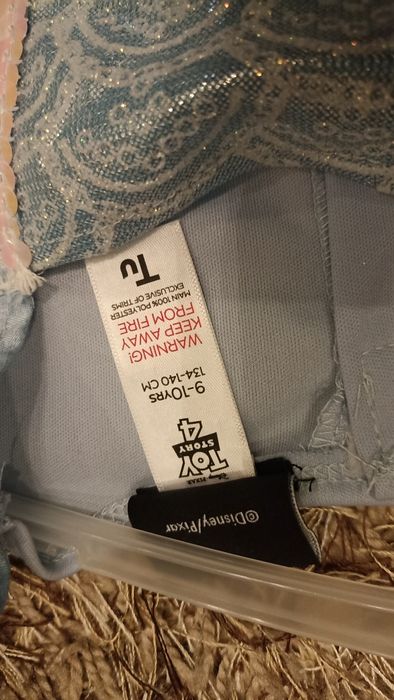 ©Disney/Pixar
Disney·PIXAR
TOY
STORY
4
9-10YRS
134-140 CM
WARNING!
KEEP AWAY
FROM FIRE
MAIN 100% POLYESTER
EXCLUSIVE OF TRIMS
Tu